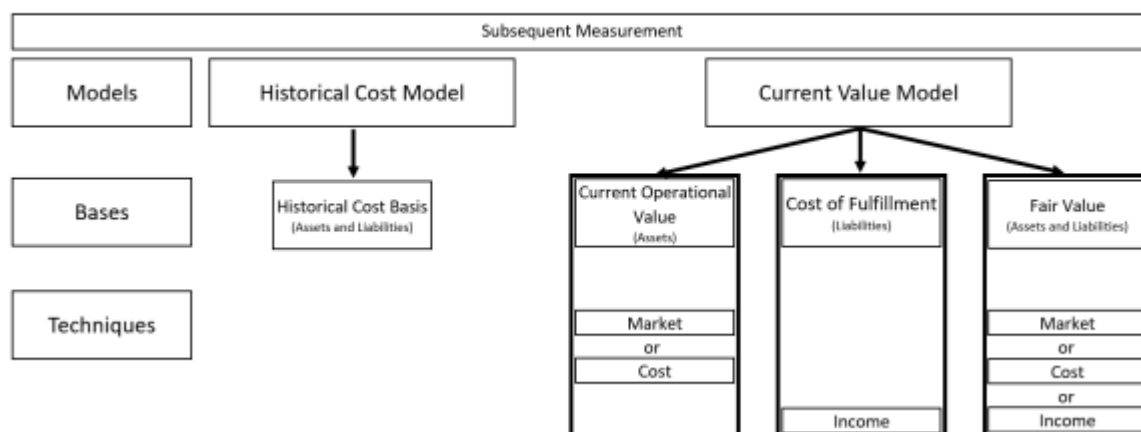 Subsequent Measurement
Models
Historical Cost Model
Current Value Model
Bases
Historical Cost Basis
(Assets and Liabilities)
Current Operational
Value
(Assets)
Cost of Fulfillment
(Liabilities)
Fair Value
(Assets and Liabilities)
Techniques
Market
or
Cost
Income
Market
or
Cost
or
Income